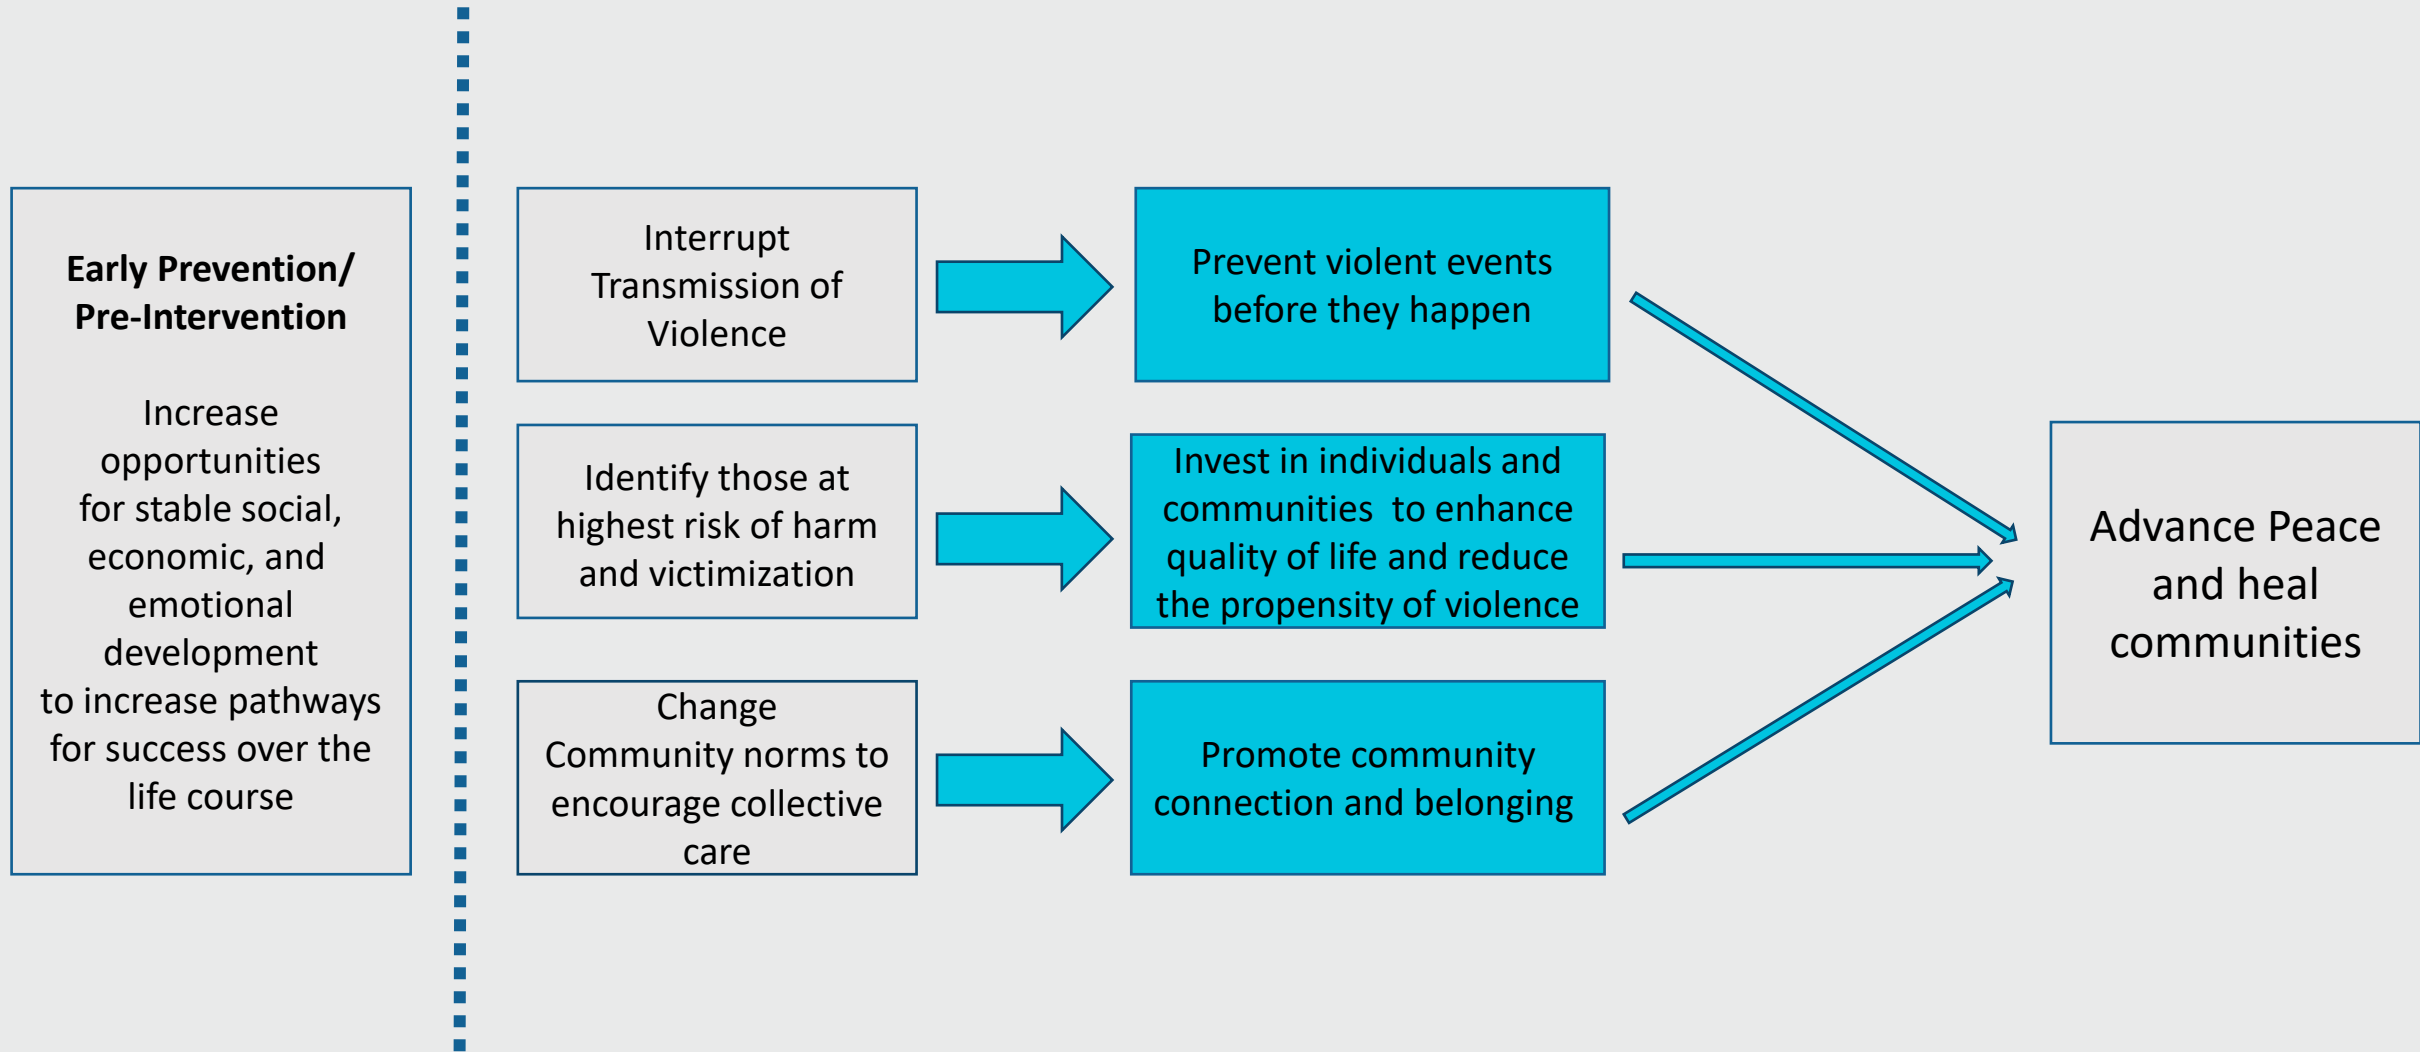 Early Prevention/
Pre-Intervention
Increase
opportunities
for stable social,
economic, and
emotional
development
to increase pathways
for success over the
life course
Interrupt
Transmission of
Violence
Prevent violent events
before they happen
Identify those at
highest risk of harm
and victimization
Invest in individuals and
communities  to enhance
quality of life and reduce
the propensity of violence
Change
Community norms to
encourage collective
care
Promote community
connection and belonging
Advance Peace
and heal
communities